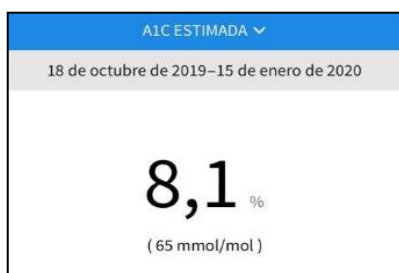 A1C ESTIMADA
18 de octubre de 2019–15 de enero de 2020
8,1 %
( 65 mmol/mol )